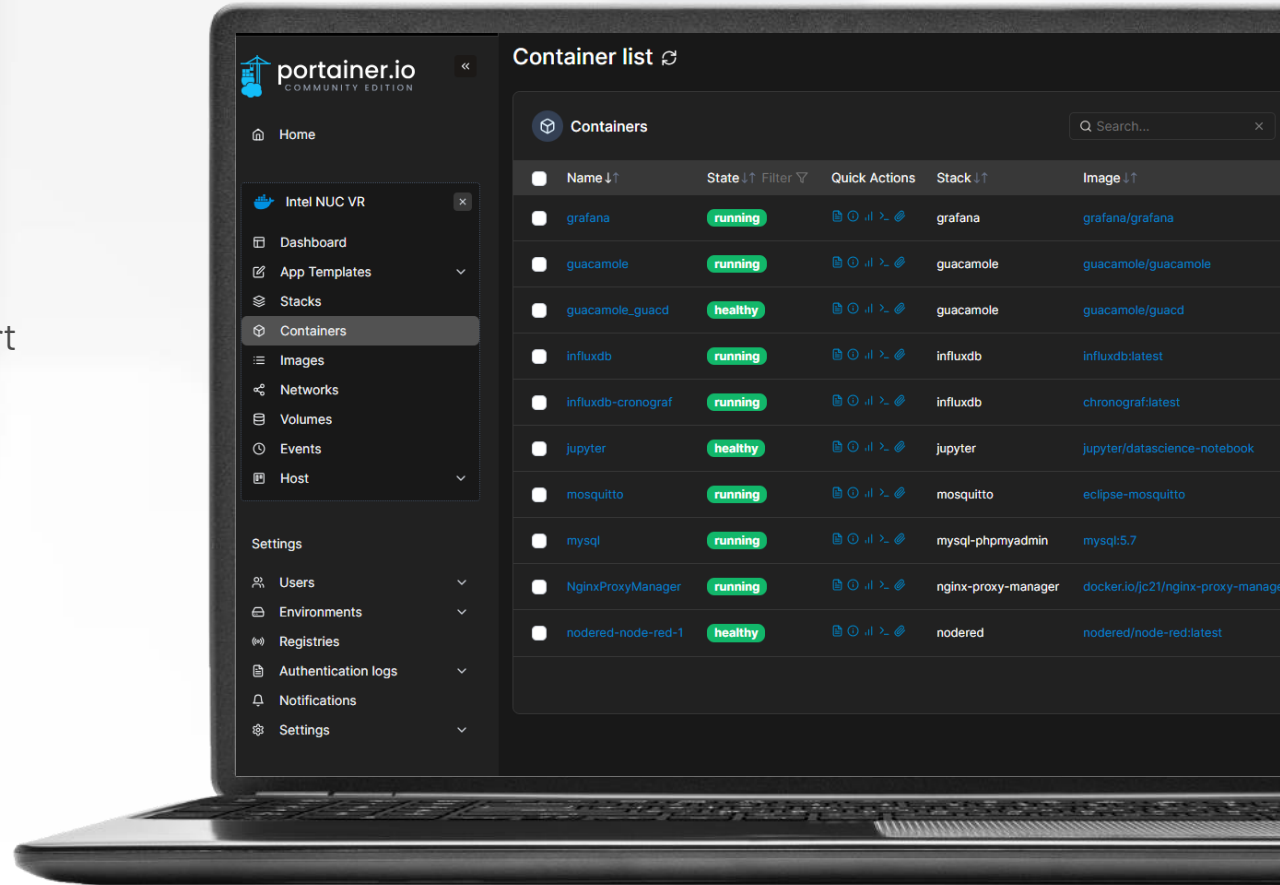 rt
portainer.io
COMMUNITY EDITION
Home
Intel NUC VR
Dashboard
App Templates
Stacks
Containers
Images
Networks
Volumes
Events
Host
Settings
Users
Environments
Registries
Authentication logs
Notifications
Settings
Container list
Containers
Search...
Name State Filter Quick Actions Stack Image
grafana running grafana grafana/grafana
guacamole running guacamole guacamole/guacamole
guacamole_guacd healthy guacamole guacamole/guacd
influxdb running influxdb influxdb:latest
influxdb-cronograf running influxdb chronograf:latest
jupyter healthy jupyter jupyter/datascience-notebook
mosquitto running mosquitto eclipse-mosquitto
mysql running mysql-phpmyadmin mysql:5.7
NginxProxyManager running nginx-proxy-manager docker.io/jc21/nginx-proxy-manage
nodered-node-red-1 healthy nodered nodered/node-red:latest